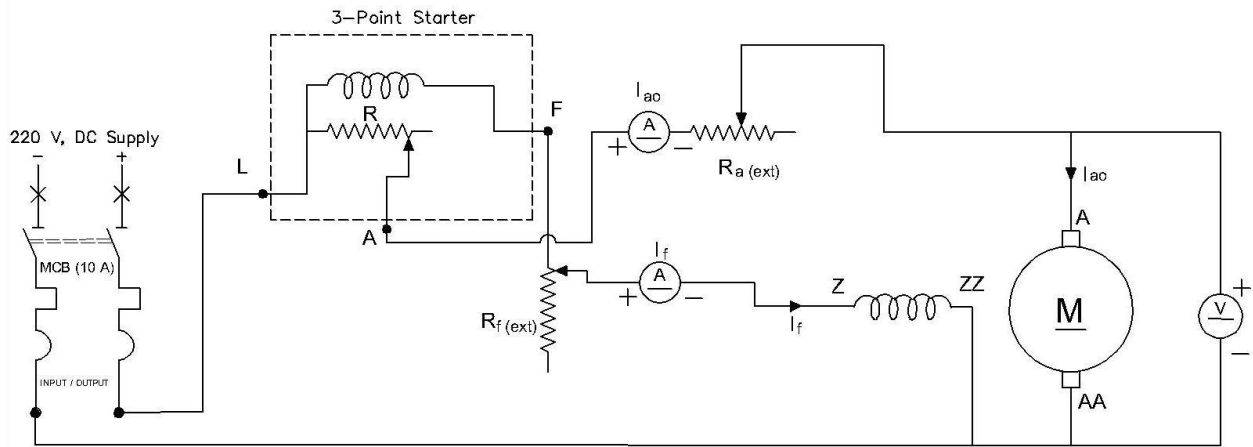 3-Point Starter
220 V, DC Supply
- +
MCB (10 A)
INPUT / OUTPUT
L
R
F
A
I ao
A
+ -
R a (ext)
R f (ext)
I f
A
+ -
I f
Z
ZZ
I ao
A
M
AA
+
V
-